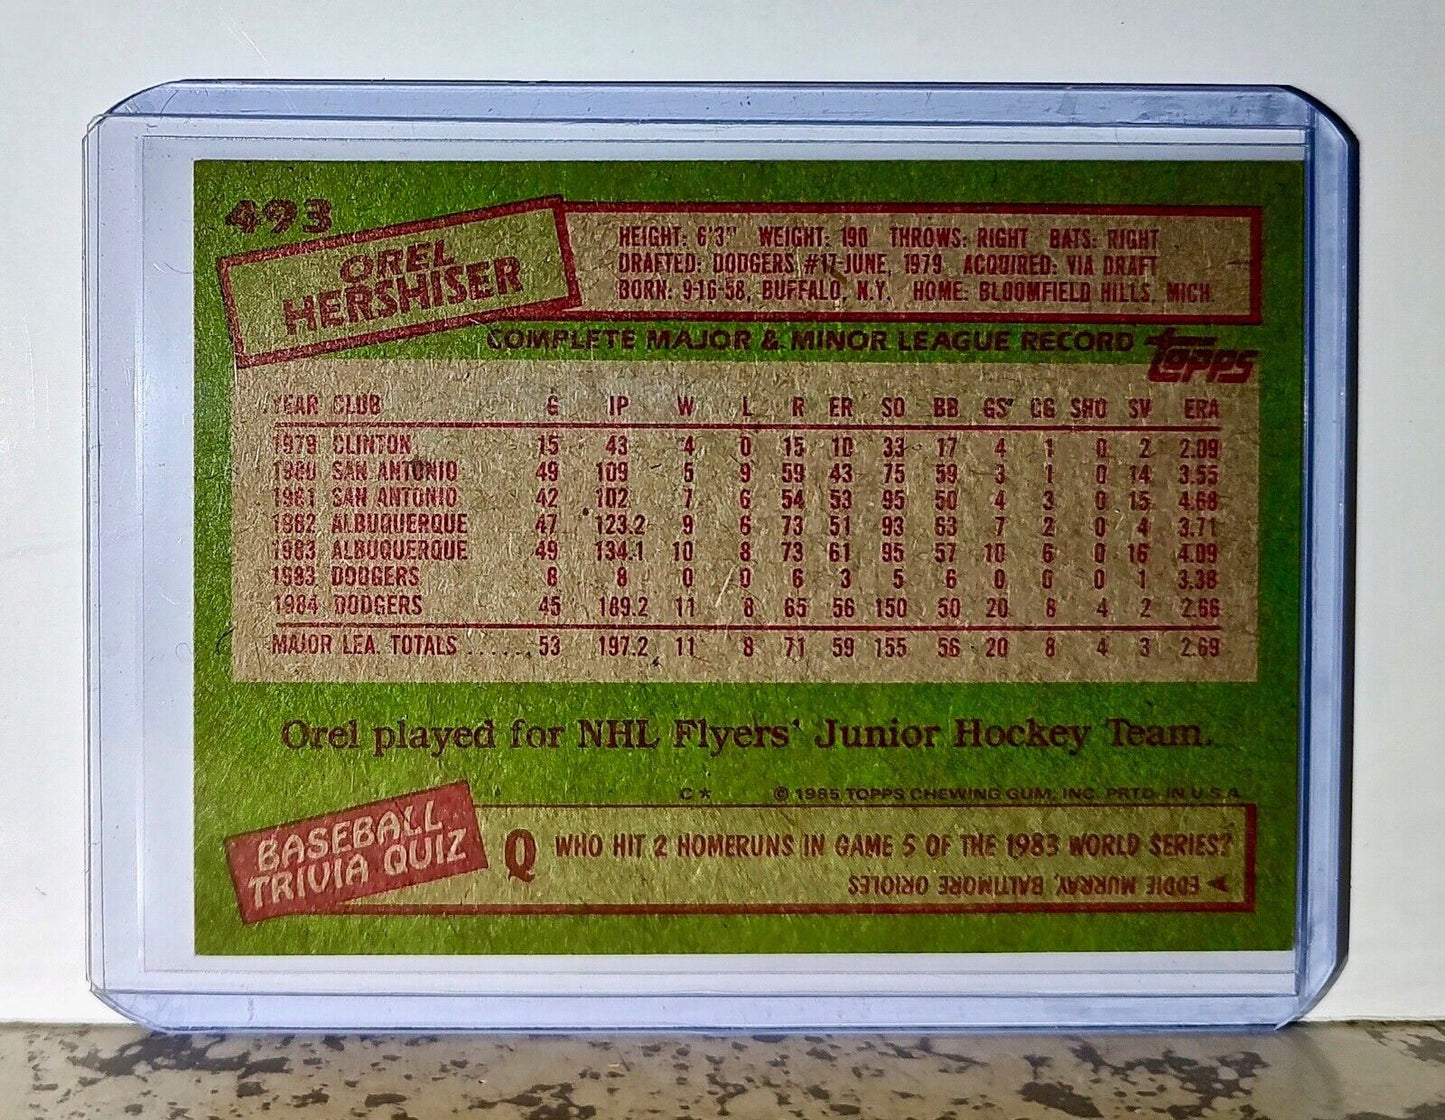 493
OREL
HERSHISER
HEIGHT: 6'3" WEIGHT: 190 THROWS: RIGHT BATS: RIGHT
DRAFTED: DODGERS #17-JUNE, 1979 ACQUIRED: VIA DRAFT
BORN: 9-16-58, BUFFALO, N.Y. HOME: BLOOMFIELD HILLS, MICH.
COMPLETE MAJOR & MINOR LEAGUE RECORD topps
YEAR CLUB G IP W L R ER SO BB GS CG SHO SV ERA
1979 CLINTON 15 43 4 0 15 10 33 17 4 1 0 2 2.09
1980 SAN ANTONIO 49 109 5 9 59 43 75 59 3 1 0 14 3.55
1981 SAN ANTONIO 42 102 7 6 54 53 95 50 4 3 0 15 4.68
1982 ALBUQUERQUE 47 123.2 9 6 73 51 93 63 7 2 0 4 3.71
1983 ALBUQUERQUE 49 134.1 10 8 73 61 95 57 10 6 0 16 4.09
1983 DODGERS 8 8 0 0 6 3 5 6 0 0 0 1 3.38
1984 DODGERS 45 189.2 11 8 65 56 150 50 20 8 4 2 2.66
MAJOR LEA. TOTALS ...... 53 197.2 11 8 71 59 155 56 20 8 4 3 2.69
Orel played for NHL Flyers' Junior Hockey Team.
C* © 1985 TOPPS CHEWING GUM, INC. PRTD. IN U.S.A.
BASEBALL
TRIVIA QUIZ
Q WHO HIT 2 HOMERUNS IN GAME 5 OF THE 1983 WORLD SERIES?
EDDIE MURRAY, BALTIMORE ORIOLES